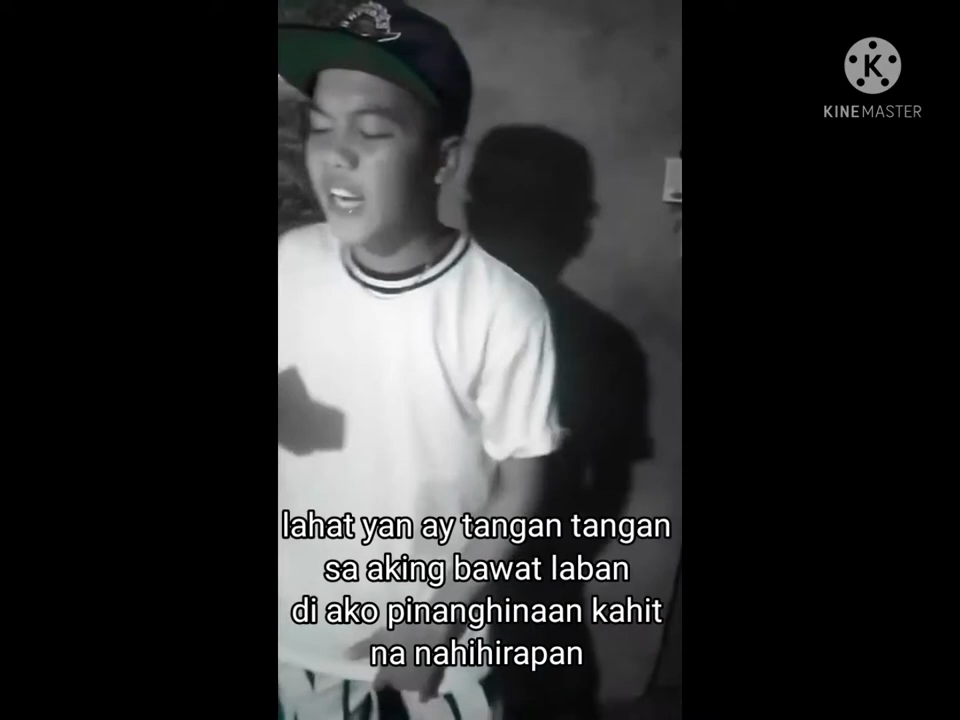 KINEMASTER
lahat yan ay tangan tangan
sa aking bawat laban
di ako pinanghinaan kahit
na nahihirapan